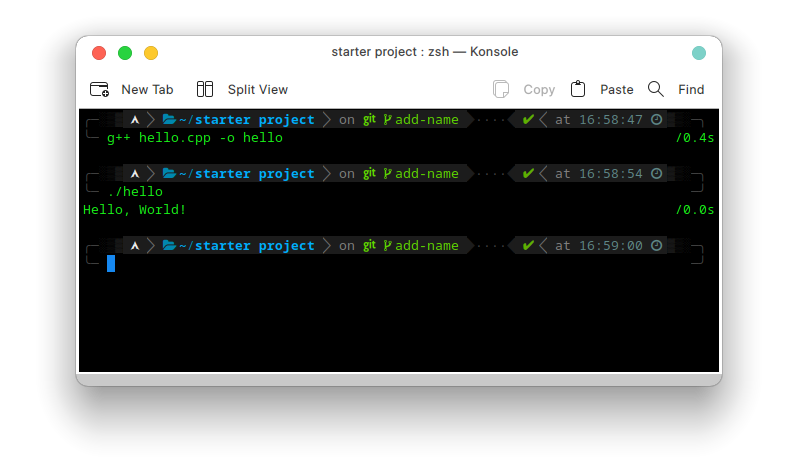 starter project : zsh — Konsole
New Tab Split View Copy Paste Find
~/starter project on git add-name ···· ✔ at 16:58:47
g++ hello.cpp -o hello /0.4s
~/starter project on git add-name ···· ✔ at 16:58:54
./hello
Hello, World! /0.0s
~/starter project on git add-name ···· ✔ at 16:59:00